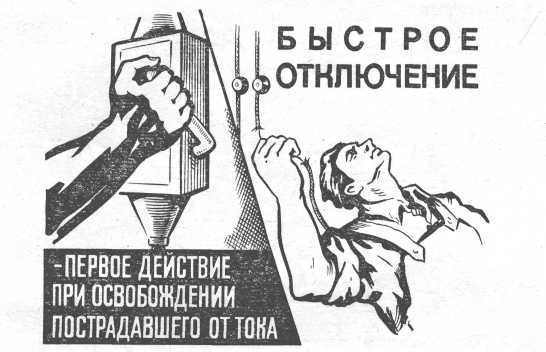 БЫСТРОЕ
ОТКЛЮЧЕНИЕ
-ПЕРВОЕ ДЕЙСТВИЕ
ПРИ ОСВОБОЖДЕНИИ
ПОСТРАДАВШЕГО ОТ ТОКА